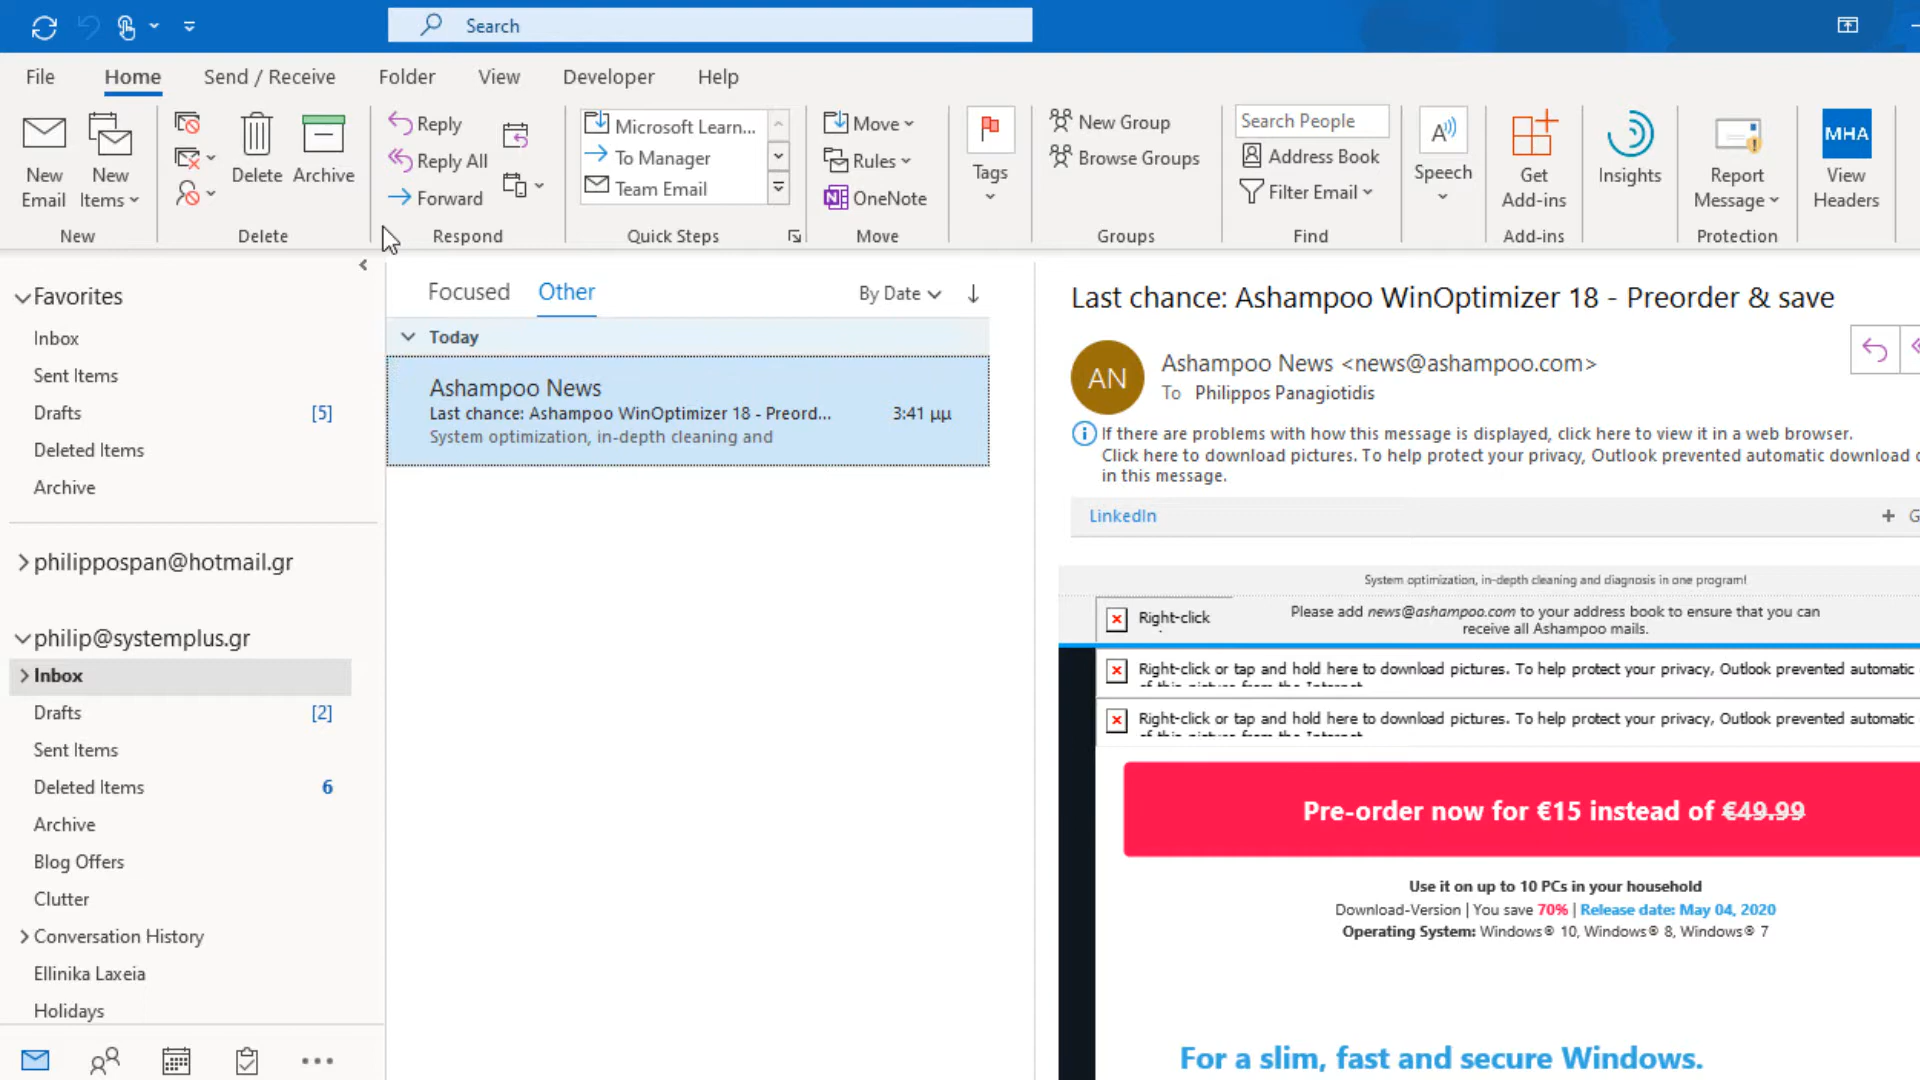 Search
File Home Send / Receive Folder View Developer Help
New Email
New Items
New
Delete
Archive
Delete
Reply
Reply All
Forward
Respond
Microsoft Learn...
To Manager
Team Email
Quick Steps
Move
Rules
OneNote
Move
Tags
New Group
Browse Groups
Groups
Search People
Address Book
Filter Email
Find
A
Speech
Get Add-ins
Add-ins
Insights
Report Message
Protection
MHA
View Headers
Favorites
Inbox
Sent Items
Drafts [5]
Deleted Items
Archive
philippospan@hotmail.gr
philip@systemplus.gr
Inbox
Drafts [2]
Sent Items
Deleted Items 6
Archive
Blog Offers
Clutter
Conversation History
Ellinika Laxeia
Holidays
Focused Other By Date
Today
Ashampoo News
Last chance: Ashampoo WinOptimizer 18 - Preord... 3:41 μμ
System optimization, in-depth cleaning and
Last chance: Ashampoo WinOptimizer 18 - Preorder & save
AN
Ashampoo News <news@ashampoo.com>
To Philippos Panagiotidis
If there are problems with how this message is displayed, click here to view it in a web browser.
Click here to download pictures. To help protect your privacy, Outlook prevented automatic download
in this message.
LinkedIn + G
System optimization, in-depth cleaning and diagnosis in one program!
Right-click
Please add news@ashampoo.com to your address book to ensure that you can
receive all Ashampoo mails.
Right-click or tap and hold here to download pictures. To help protect your privacy, Outlook prevented automatic
of this picture from the Internet.
Right-click or tap and hold here to download pictures. To help protect your privacy, Outlook prevented automatic
of this picture from the Internet.
Pre-order now for €15 instead of €49.99
Use it on up to 10 PCs in your household
Download-Version | You save 70% | Release date: May 04, 2020
Operating System: Windows® 10, Windows® 8, Windows® 7
For a slim, fast and secure Windows.